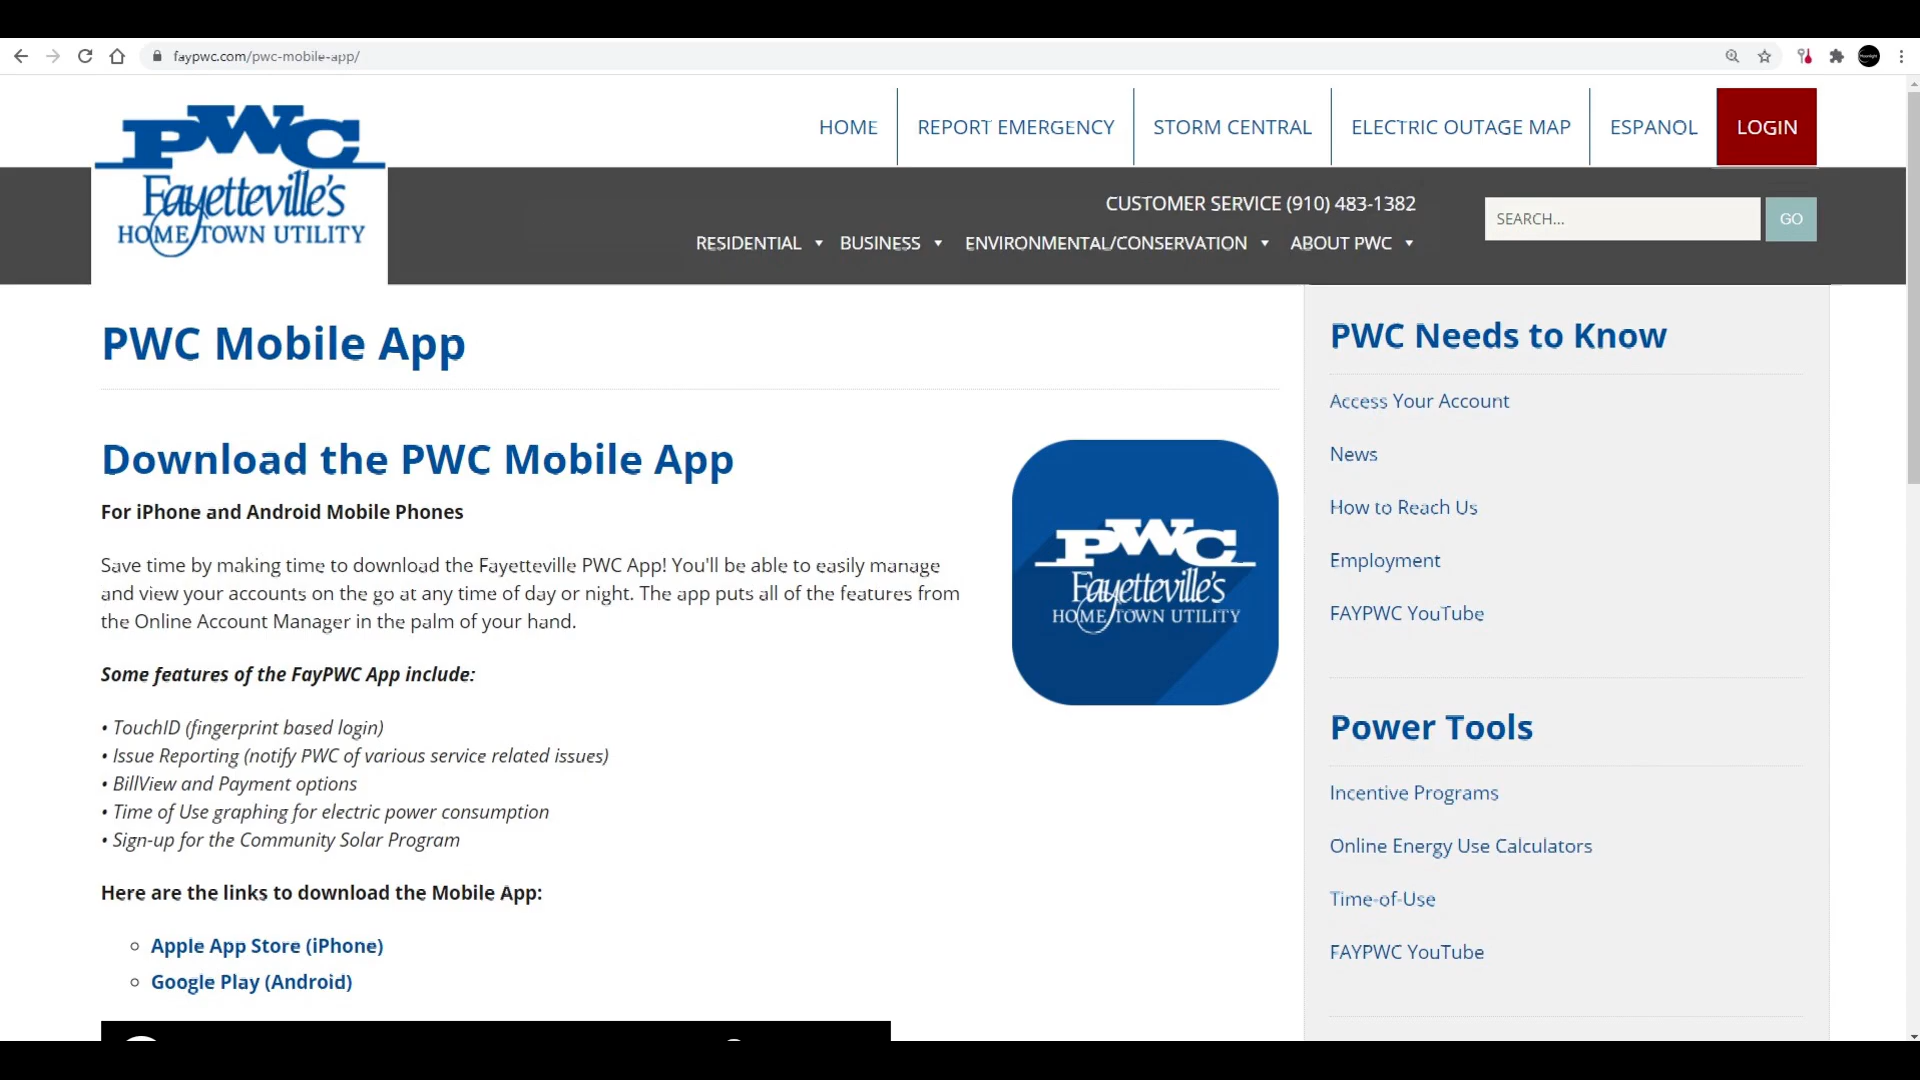 faypwc.com/pwc-mobile-app/
PWC
Fayetteville's
HOMETOWN UTILITY
HOME
REPORT EMERGENCY
STORM CENTRAL
ELECTRIC OUTAGE MAP
ESPANOL
LOGIN
CUSTOMER SERVICE (910) 483-1382
RESIDENTIAL BUSINESS ENVIRONMENTAL/CONSERVATION ABOUT PWC
SEARCH...
GO
PWC Mobile App
Download the PWC Mobile App
For iPhone and Android Mobile Phones
Save time by making time to download the Fayetteville PWC App! You'll be able to easily manage
and view your accounts on the go at any time of day or night. The app puts all of the features from
the Online Account Manager in the palm of your hand.
Some features of the FayPWC App include:
• TouchID (fingerprint based login)
• Issue Reporting (notify PWC of various service related issues)
• BillView and Payment options
• Time of Use graphing for electric power consumption
• Sign-up for the Community Solar Program
Here are the links to download the Mobile App:
Apple App Store (iPhone)
Google Play (Android)
PWC
Fayetteville's
HOMETOWN UTILITY
PWC Needs to Know
Access Your Account
News
How to Reach Us
Employment
FAYPWC YouTube
Power Tools
Incentive Programs
Online Energy Use Calculators
Time-of-Use
FAYPWC YouTube